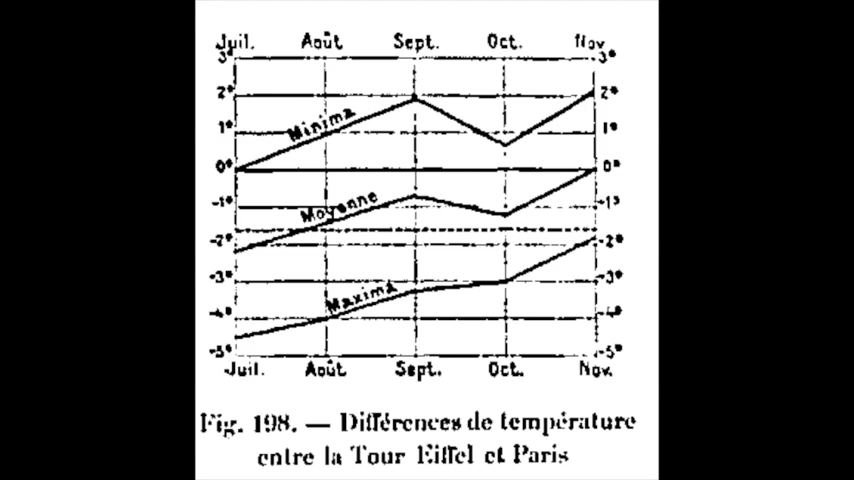 Juil. Août Sept. Oct. Nov.
3° 3°
2° 2°
Minima
1° 1°
0° 0°
Moyenne
-1° -1°
-2° -2°
-3° -3°
Maxima
-4° -4°
-5° -5°
Juil. Août Sept. Oct. Nov.
Fig. 198. — Différences de température
entre la Tour Eiffel et Paris